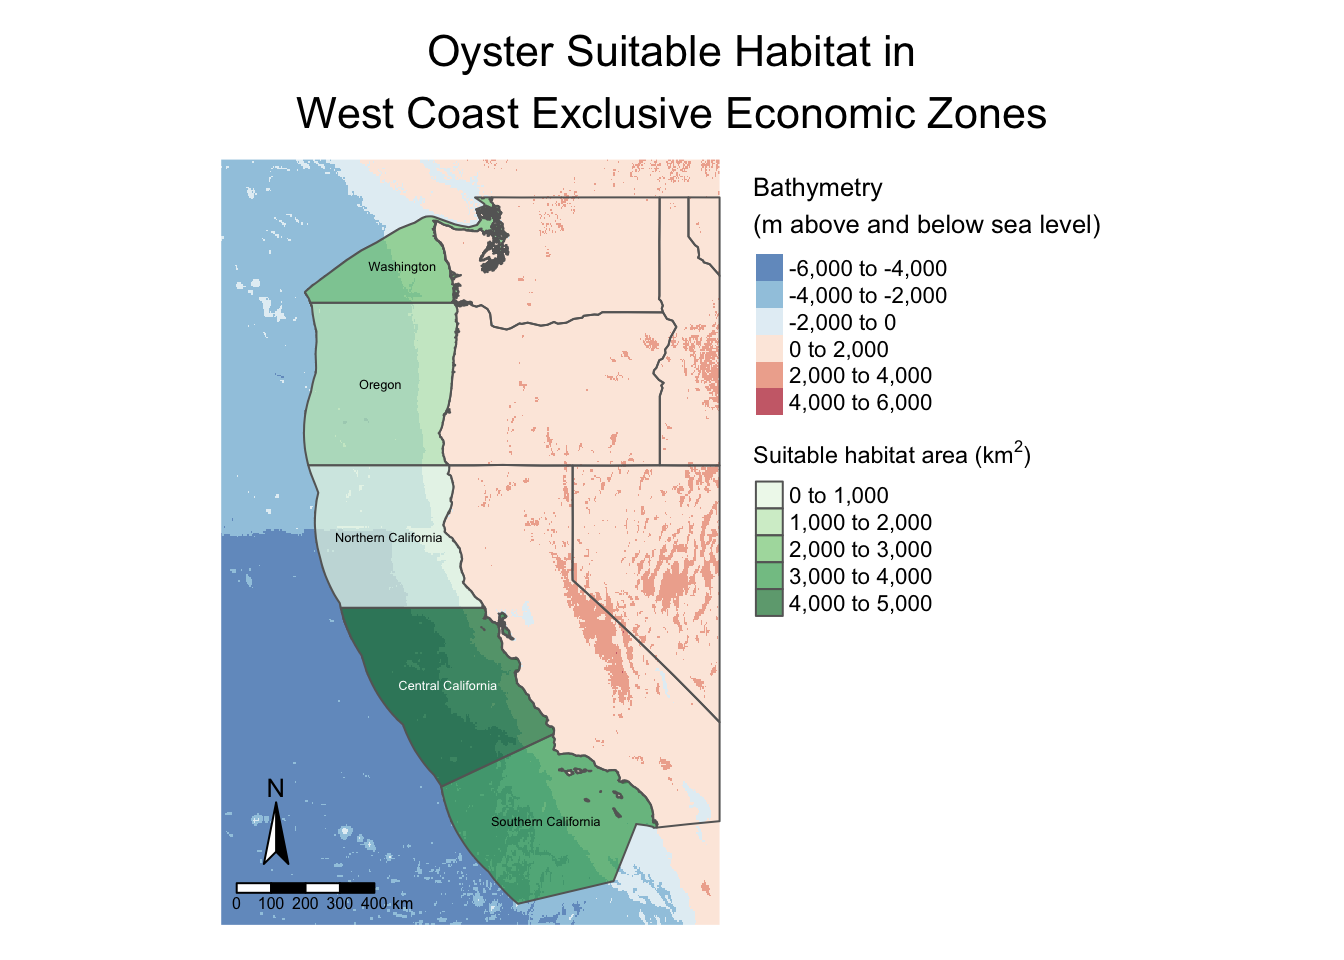 Oyster Suitable Habitat in
West Coast Exclusive Economic Zones
Washington
Oregon
Northern California
Central California
Southern California
N
0 100 200 300 400 km
Bathymetry
(m above and below sea level)
-6,000 to -4,000
-4,000 to -2,000
-2,000 to 0
0 to 2,000
2,000 to 4,000
4,000 to 6,000
Suitable habitat area (km²)
0 to 1,000
1,000 to 2,000
2,000 to 3,000
3,000 to 4,000
4,000 to 5,000